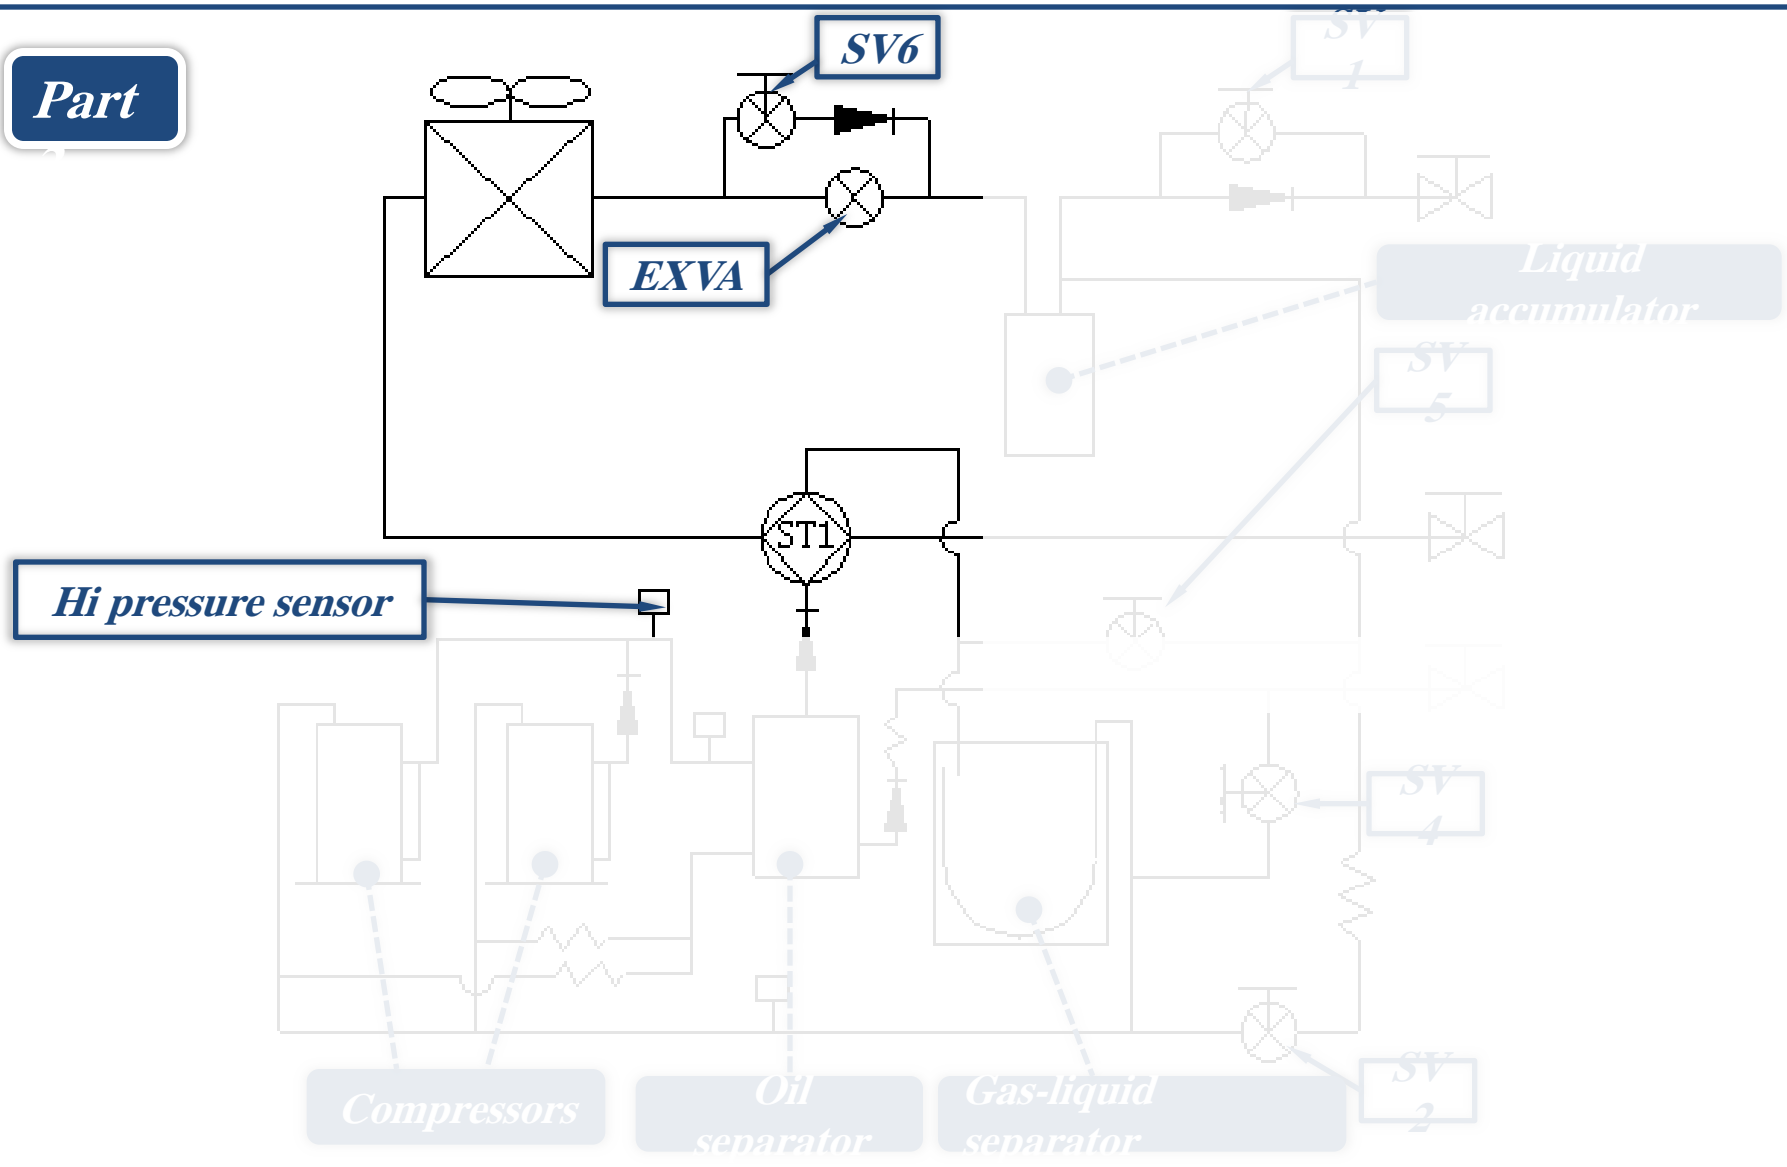 SV6
SV
1
Part
EXVA
Liquid
accumulator
SV
5
ST1
Hi pressure sensor
SV
4
SV
2
Compressors
Oil
separator
Gas-liquid
separator